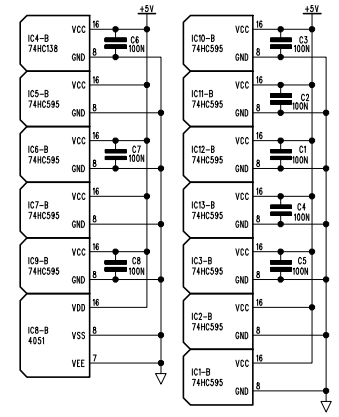 +5V
IC4-B
74HC138
VCC
16
GND
8
C6
100N
IC5-B
74HC595
VCC
16
GND
8
IC6-B
74HC595
VCC
16
GND
8
C7
100N
IC7-B
74HC595
VCC
16
GND
8
IC9-B
74HC595
VCC
16
GND
8
C8
100N
IC8-B
4051
VDD
16
VSS
8
VEE
7
+5V
IC10-B
74HC595
VCC
16
GND
8
C3
100N
IC11-B
74HC595
VCC
16
GND
8
C2
100N
IC12-B
74HC595
VCC
16
GND
8
C1
100N
IC13-B
74HC595
VCC
16
GND
8
C4
100N
IC3-B
74HC595
VCC
16
GND
8
C5
100N
IC2-B
74HC595
VCC
16
GND
8
IC1-B
74HC595
VCC
16
GND
8